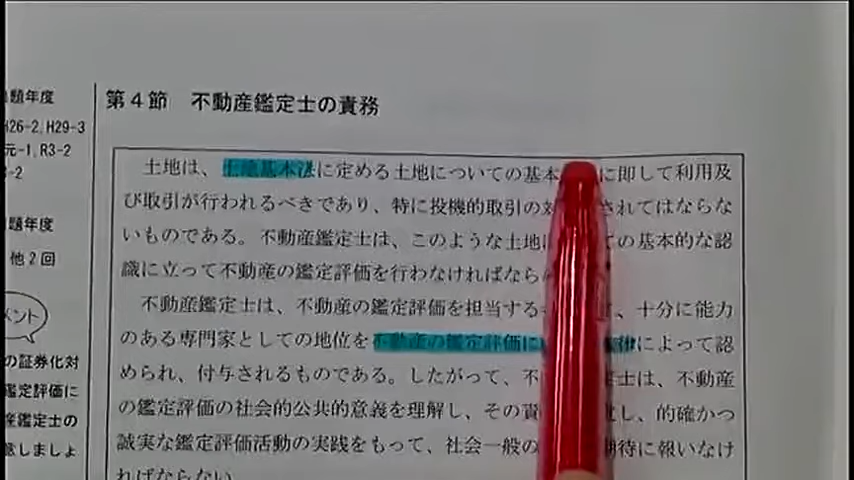 題年度
H26-2, H29-3
元-1, R3-2
-2
題年度
他2回
メント
の証券化対
鑑定評価に
産鑑定士の
意しましょ
第4節 不動産鑑定士の責務
土地は、土地基本法に定める土地についての基本 に即して利用及
び取引が行われるべきであり、特に投機的取引の対 されてはならな
いものである。不動産鑑定士は、このような土地に ての基本的な認
識に立って不動産の鑑定評価を行わなければなら
不動産鑑定士は、不動産の鑑定評価を担当する 、十分に能力
のある専門家としての地位を不動産の鑑定評価に 律によって認
められ、付与されるものである。したがって、不 士は、不動産
の鑑定評価の社会的公共的意義を理解し、その責 し、的確かつ
誠実な鑑定評価活動の実践をもって、社会一般の 期待に報いなけ
ればならない